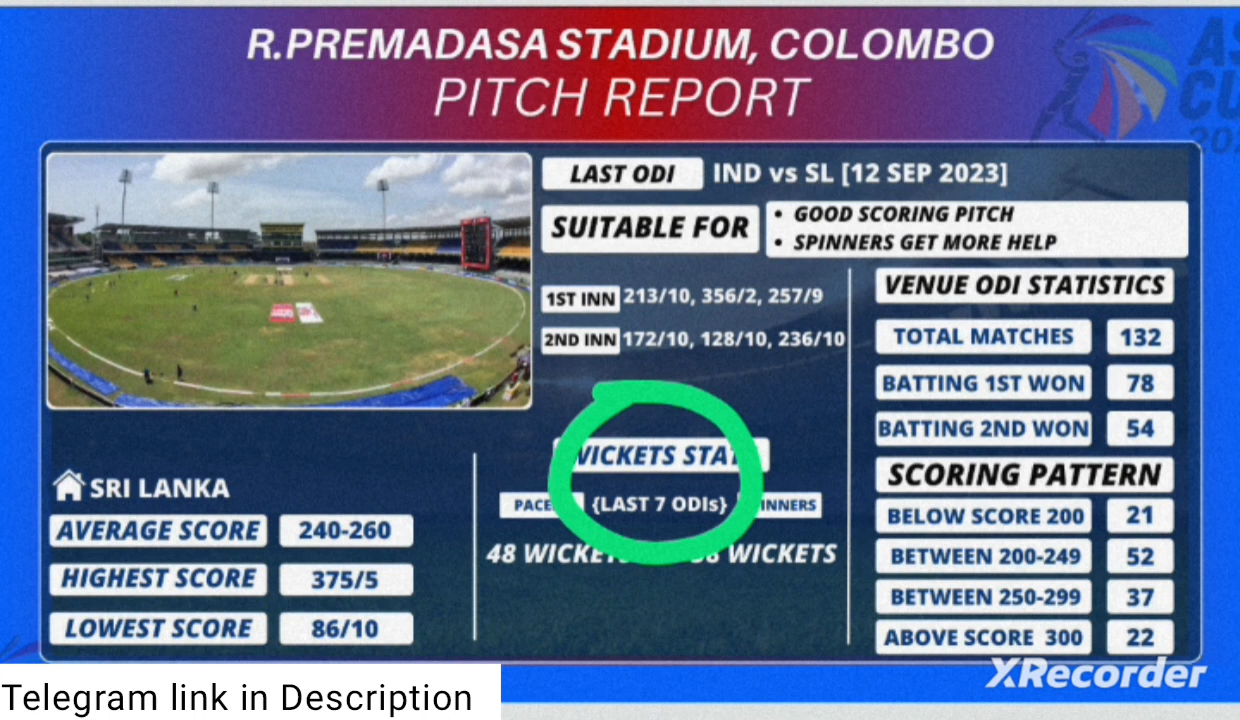 R.PREMADASA STADIUM, COLOMBO
PITCH REPORT
LAST ODI IND vs SL [12 SEP 2023]
SUITABLE FOR
• GOOD SCORING PITCH
• SPINNERS GET MORE HELP
1ST INN 213/10, 356/2, 257/9
2ND INN 172/10, 128/10, 236/10
SRI LANKA
AVERAGE SCORE 240-260
HIGHEST SCORE 375/5
LOWEST SCORE 86/10
WICKETS STAT
{LAST 7 ODIs}
48 WICKETS WICKETS
VENUE ODI STATISTICS
TOTAL MATCHES 132
BATTING 1ST WON 78
BATTING 2ND WON 54
SCORING PATTERN
BELOW SCORE 200 21
BETWEEN 200-249 52
BETWEEN 250-299 37
ABOVE SCORE 300 22
XRecorder
Telegram link in Description